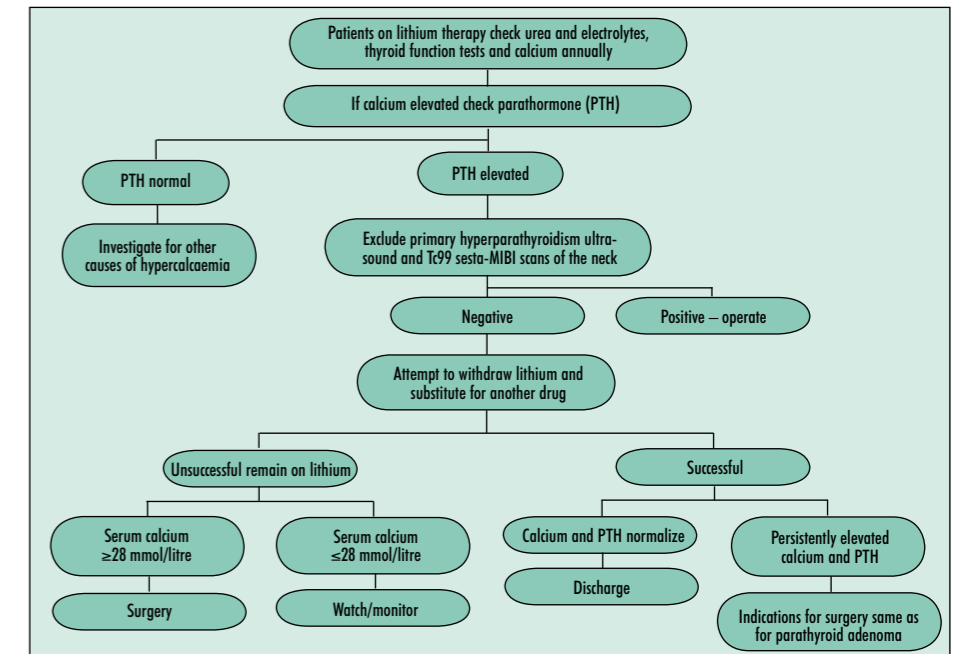 Patients on lithium therapy check urea and electrolytes,
thyroid function tests and calcium annually
If calcium elevated check parathormone (PTH)
PTH normal
PTH elevated
Investigate for other
causes of hypercalcaemia
Exclude primary hyperparathyroidism ultra-
sound and Tc99 sesta-MIBI scans of the neck
Negative
Positive – operate
Attempt to withdraw lithium and
substitute for another drug
Unsuccessful remain on lithium
Successful
Serum calcium
≥28 mmol/litre
Serum calcium
≤28 mmol/litre
Calcium and PTH normalize
Persistently elevated
calcium and PTH
Surgery
Watch/monitor
Discharge
Indications for surgery same as
for parathyroid adenoma